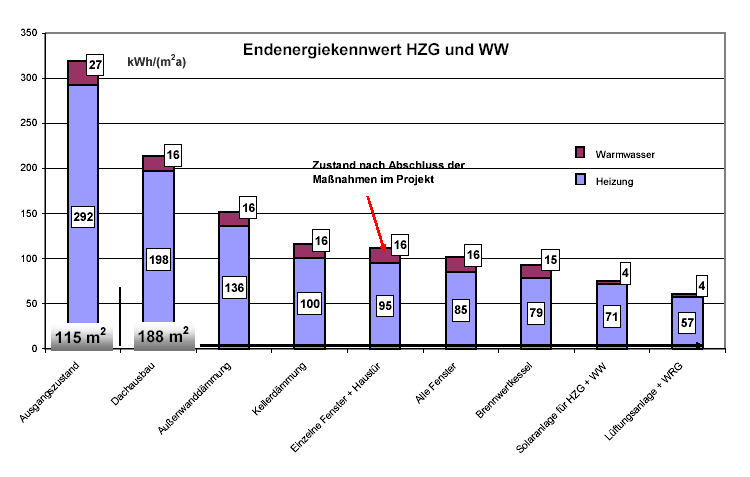 Endenergiekennwert HZG und WW
kWh/(m²a)
350
300
250
200
150
100
50
0
27
292
16
198
16
136
16
100
16
95
16
85
15
79
4
71
4
57
Zustand nach Abschluss der
Maßnahmen im Projekt
Warmwasser
Heizung
115 m²
188 m²
Ausgangszustand
Dachausbau
Außenwanddämmung
Kellerdämmung
Einzelne Fenster + Haustür
Alle Fenster
Brennwertkessel
Solaranlage für HZG + WW
Lüftungsanlage + WRG